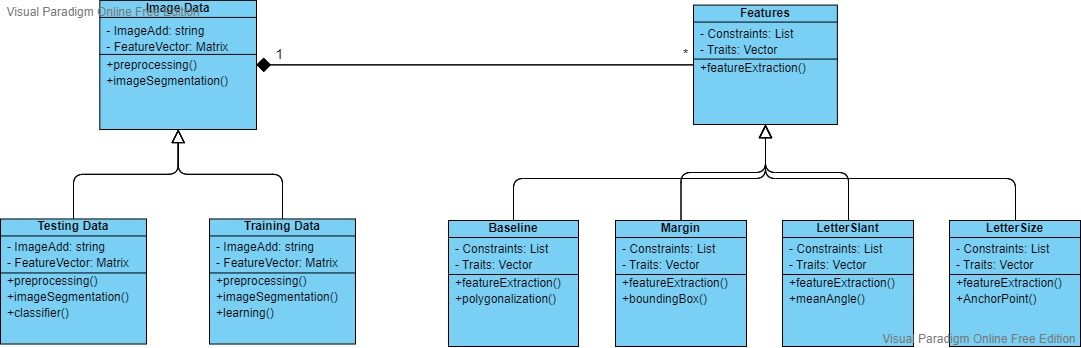 Visual Paradigm Online Free Edition
Image Data
- ImageAdd: string
- FeatureVector: Matrix
+preprocessing()
+imageSegmentation()
1
*
Features
- Constraints: List
- Traits: Vector
+featureExtraction()
Testing Data
- ImageAdd: string
- FeatureVector: Matrix
+preprocessing()
+imageSegmentation()
+classifier()
Training Data
- ImageAdd: string
- FeatureVector: Matrix
+preprocessing()
+imageSegmentation()
+learning()
Baseline
- Constraints: List
- Traits: Vector
+featureExtraction()
+polygonalization()
Margin
- Constraints: List
- Traits: Vector
+featureExtraction()
+boundingBox()
LetterSlant
- Constraints: List
- Traits: Vector
+featureExtraction()
+meanAngle()
LetterSize
- Constraints: List
- Traits: Vector
+featureExtraction()
+AnchorPoint()
Visual Paradigm Online Free Edition